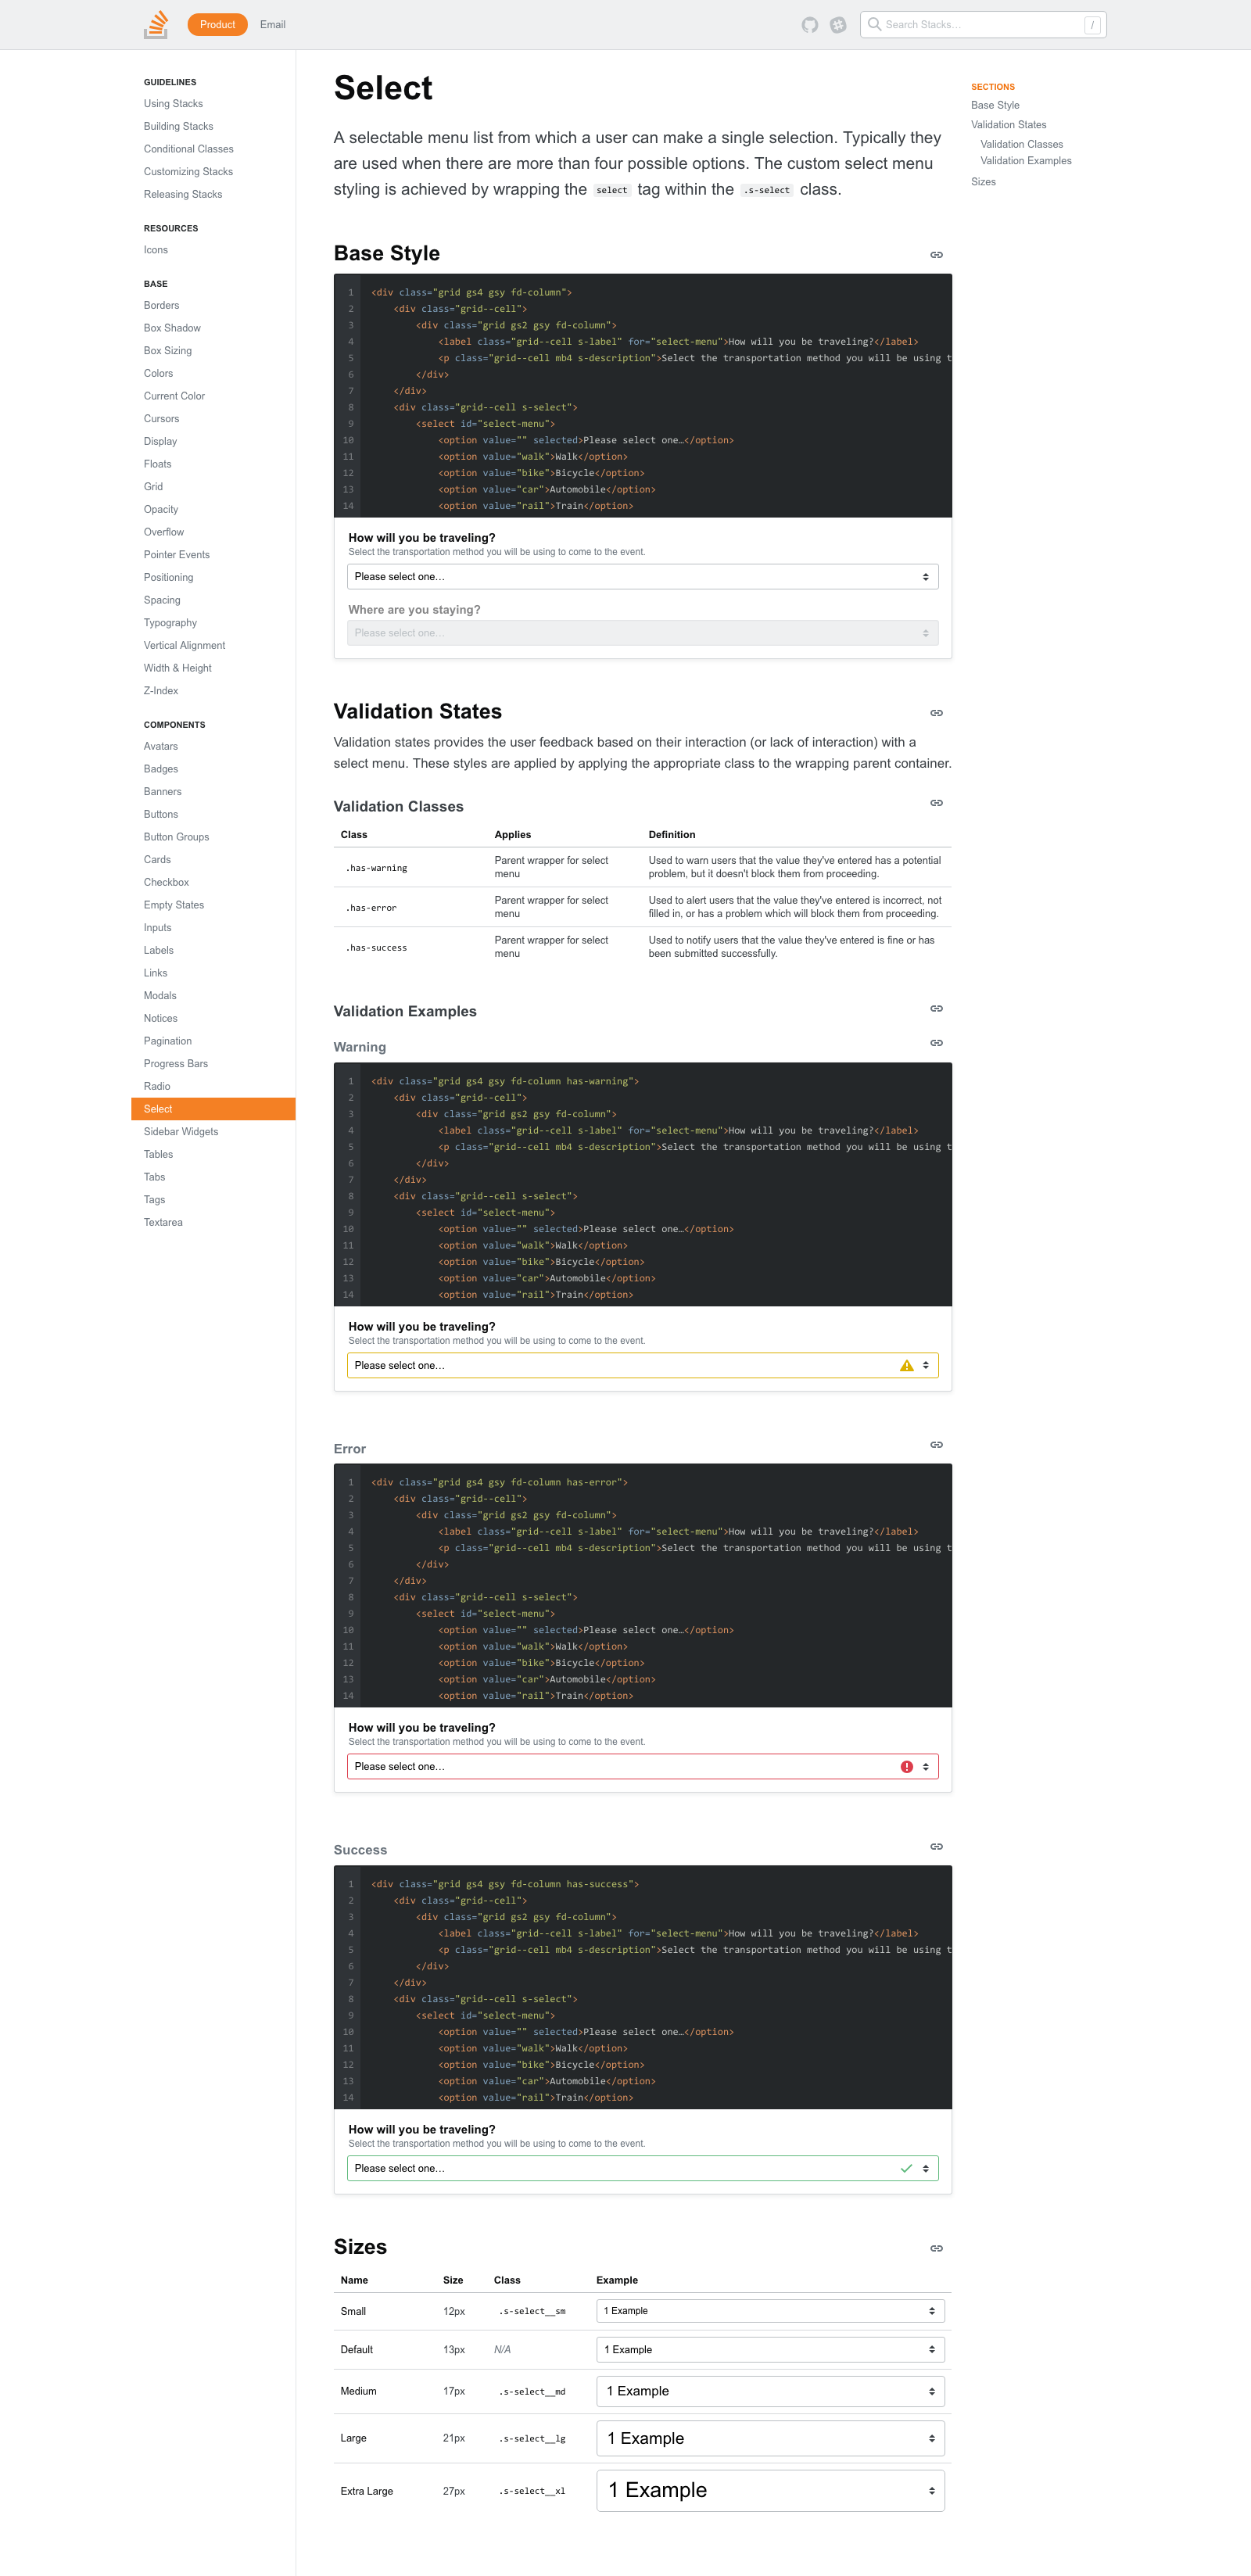 Product
Email
Search Stacks…
/
GUIDELINES
Using Stacks
Building Stacks
Conditional Classes
Customizing Stacks
Releasing Stacks
RESOURCES
Icons
BASE
Borders
Box Shadow
Box Sizing
Colors
Current Color
Cursors
Display
Floats
Grid
Opacity
Overflow
Pointer Events
Positioning
Spacing
Typography
Vertical Alignment
Width & Height
Z-Index
COMPONENTS
Avatars
Badges
Banners
Buttons
Button Groups
Cards
Checkbox
Empty States
Inputs
Labels
Links
Modals
Notices
Pagination
Progress Bars
Radio
Select
Sidebar Widgets
Tables
Tabs
Tags
Textarea
Select
A selectable menu list from which a user can make a single selection. Typically they
are used when there are more than four possible options. The custom select menu
styling is achieved by wrapping the select tag within the .s-select class.
SECTIONS
Base Style
Validation States
Validation Classes
Validation Examples
Sizes
Base Style
1 <div class="grid gs4 gsy fd-column">
2 <div class="grid--cell">
3 <div class="grid gs2 gsy fd-column">
4 <label class="grid--cell s-label" for="select-menu">How will you be traveling?</label>
5 <p class="grid--cell mb4 s-description">Select the transportation method you will be using t
6 </div>
7 </div>
8 <div class="grid--cell s-select">
9 <select id="select-menu">
10 <option value="" selected>Please select one…</option>
11 <option value="walk">Walk</option>
12 <option value="bike">Bicycle</option>
13 <option value="car">Automobile</option>
14 <option value="rail">Train</option>
How will you be traveling?
Select the transportation method you will be using to come to the event.
Please select one…
Where are you staying?
Please select one…
Validation States
Validation states provides the user feedback based on their interaction (or lack of interaction) with a
select menu. These styles are applied by applying the appropriate class to the wrapping parent container.
Validation Classes
Class Applies Definition
.has-warning Parent wrapper for select menu Used to warn users that the value they've entered has a potential
problem, but it doesn't block them from proceeding.
.has-error Parent wrapper for select menu Used to alert users that the value they've entered is incorrect, not
filled in, or has a problem which will block them from proceeding.
.has-success Parent wrapper for select menu Used to notify users that the value they've entered is fine or has
been submitted successfully.
Validation Examples
Warning
1 <div class="grid gs4 gsy fd-column has-warning">
2 <div class="grid--cell">
3 <div class="grid gs2 gsy fd-column">
4 <label class="grid--cell s-label" for="select-menu">How will you be traveling?</label>
5 <p class="grid--cell mb4 s-description">Select the transportation method you will be using t
6 </div>
7 </div>
8 <div class="grid--cell s-select">
9 <select id="select-menu">
10 <option value="" selected>Please select one…</option>
11 <option value="walk">Walk</option>
12 <option value="bike">Bicycle</option>
13 <option value="car">Automobile</option>
14 <option value="rail">Train</option>
How will you be traveling?
Select the transportation method you will be using to come to the event.
Please select one…
Error
1 <div class="grid gs4 gsy fd-column has-error">
2 <div class="grid--cell">
3 <div class="grid gs2 gsy fd-column">
4 <label class="grid--cell s-label" for="select-menu">How will you be traveling?</label>
5 <p class="grid--cell mb4 s-description">Select the transportation method you will be using t
6 </div>
7 </div>
8 <div class="grid--cell s-select">
9 <select id="select-menu">
10 <option value="" selected>Please select one…</option>
11 <option value="walk">Walk</option>
12 <option value="bike">Bicycle</option>
13 <option value="car">Automobile</option>
14 <option value="rail">Train</option>
How will you be traveling?
Select the transportation method you will be using to come to the event.
Please select one…
Success
1 <div class="grid gs4 gsy fd-column has-success">
2 <div class="grid--cell">
3 <div class="grid gs2 gsy fd-column">
4 <label class="grid--cell s-label" for="select-menu">How will you be traveling?</label>
5 <p class="grid--cell mb4 s-description">Select the transportation method you will be using t
6 </div>
7 </div>
8 <div class="grid--cell s-select">
9 <select id="select-menu">
10 <option value="" selected>Please select one…</option>
11 <option value="walk">Walk</option>
12 <option value="bike">Bicycle</option>
13 <option value="car">Automobile</option>
14 <option value="rail">Train</option>
How will you be traveling?
Select the transportation method you will be using to come to the event.
Please select one…
Sizes
Name Size Class Example
Small 12px .s-select__sm 1 Example
Default 13px N/A 1 Example
Medium 17px .s-select__md 1 Example
Large 21px .s-select__lg 1 Example
Extra Large 27px .s-select__xl 1 Example